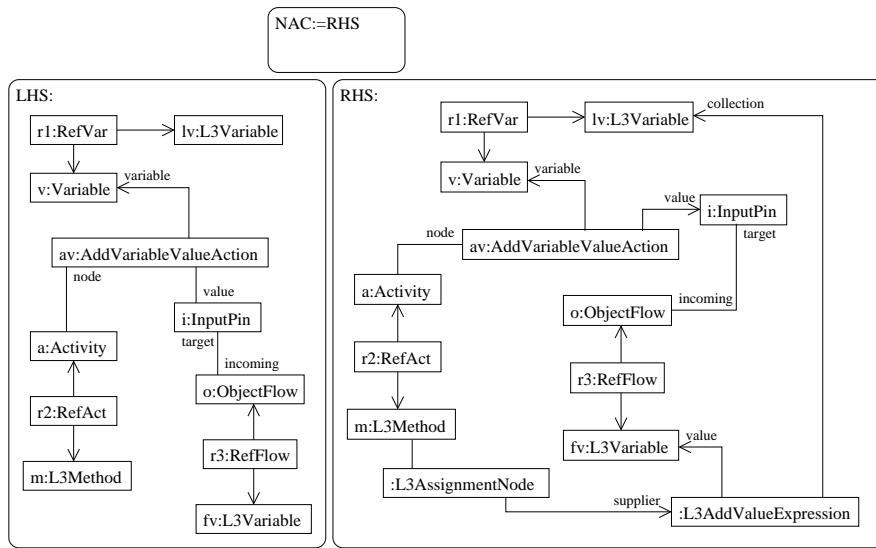 NAC:=RHS
LHS:
r1:RefVar
lv:L3Variable
variable
v:Variable
av:AddVariableValueAction
node
value
i:InputPin
target
a:Activity
incoming
o:ObjectFlow
r2:RefAct
r3:RefFlow
m:L3Method
fv:L3Variable
RHS:
collection
r1:RefVar
lv:L3Variable
variable
v:Variable
value
i:InputPin
target
node
av:AddVariableValueAction
a:Activity
incoming
o:ObjectFlow
r2:RefAct
r3:RefFlow
m:L3Method
value
fv:L3Variable
:L3AssignmentNode
supplier
:L3AddValueExpression